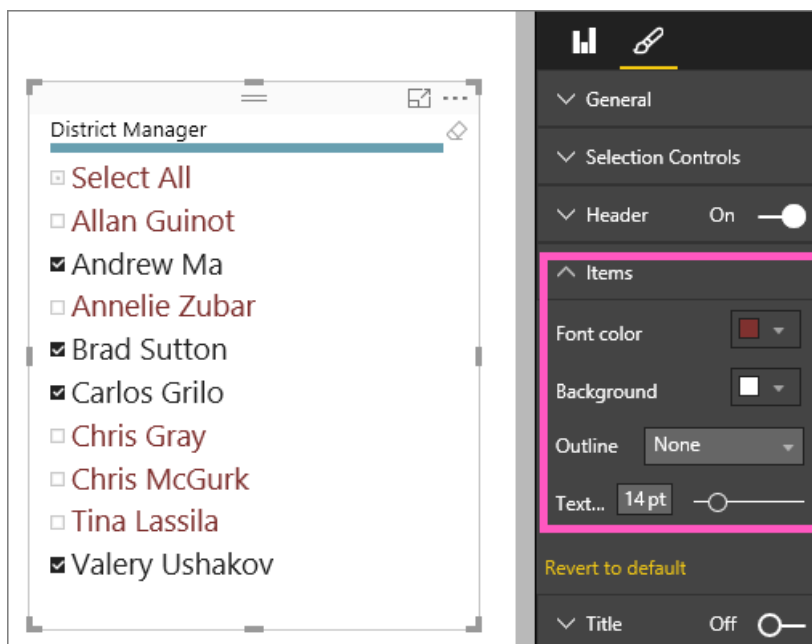 District Manager
Select All
Allan Guinot
Andrew Ma
Annelie Zubar
Brad Sutton
Carlos Grilo
Chris Gray
Chris McGurk
Tina Lassila
Valery Ushakov
General
Selection Controls
Header On
Items
Font color
Background
Outline None
Text... 14 pt
Revert to default
Title Off